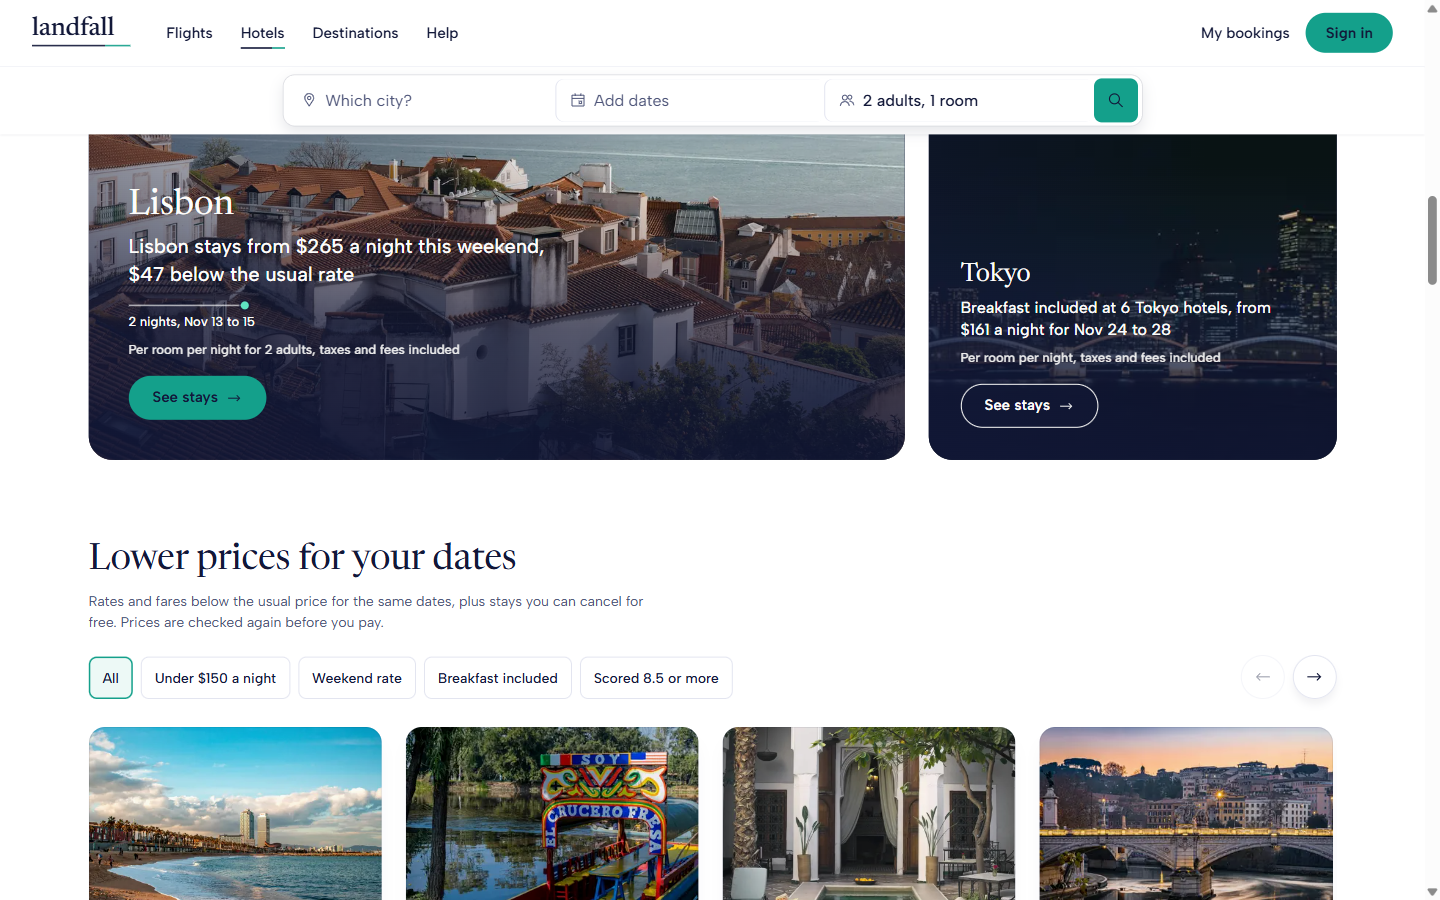 landfall
Flights
Hotels
Destinations
Help
My bookings
Sign in
Which city?
Add dates
2 adults, 1 room
Lisbon
Lisbon stays from $265 a night this weekend,
$47 below the usual rate
2 nights, Nov 13 to 15
Per room per night for 2 adults, taxes and fees included
See stays →
Tokyo
Breakfast included at 6 Tokyo hotels, from
$161 a night for Nov 24 to 28
Per room per night, taxes and fees included
See stays →
Lower prices for your dates
Rates and fares below the usual price for the same dates, plus stays you can cancel for
free. Prices are checked again before you pay.
All
Under $150 a night
Weekend rate
Breakfast included
Scored 8.5 or more
SOY
EL CRUCERO FRESA